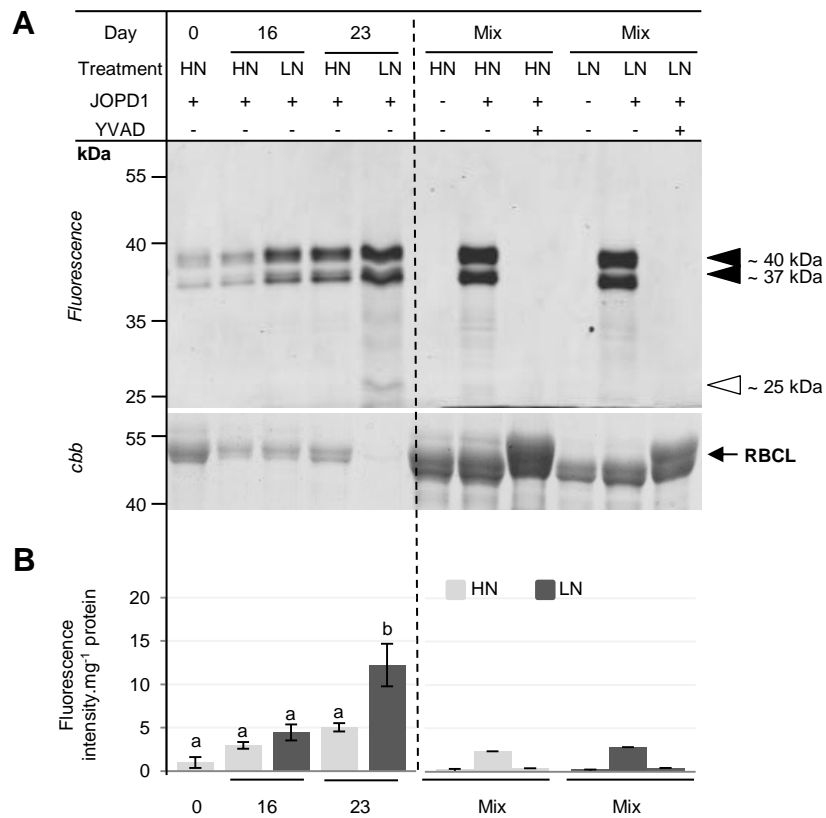 A
Day 0 16 23 Mix Mix
Treatment HN HN LN HN LN HN HN HN LN LN LN
JOPD1 + + + + + - + + - + +
YVAD - - - - - - - + - - +
kDa
55
40
35
25
Fluorescence
~ 40 kDa
~ 37 kDa
~ 25 kDa
55
40
cbb
RBCL
B
HN LN
Fluorescence
intensity.mg⁻¹ protein
20
15
10
5
0
a a a a b
0 16 23 Mix Mix